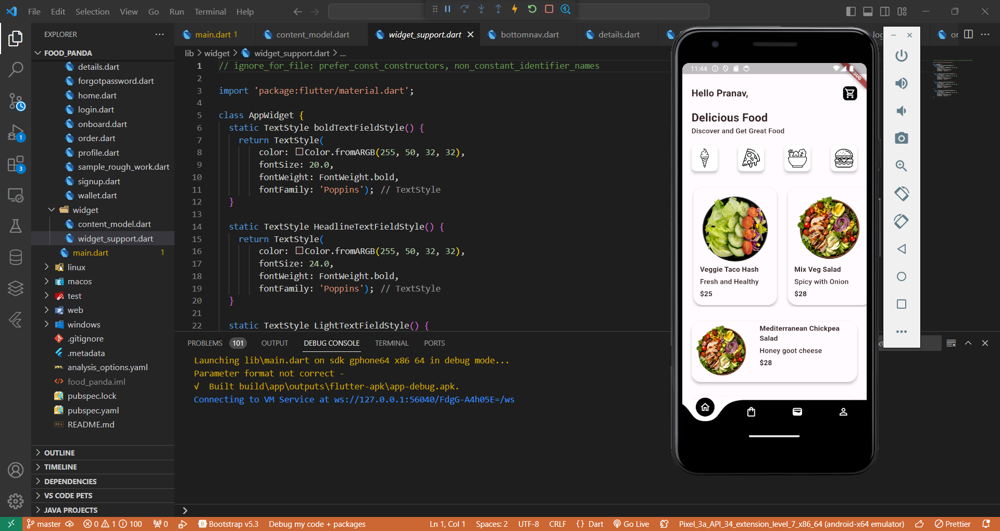 File Edit Selection View Go Run Terminal Help
EXPLORER
FOOD_PANDA
details.dart
forgotpassword.dart
home.dart
login.dart
onboard.dart
order.dart
profile.dart
sample_rough_work.dart
signup.dart
wallet.dart
widget
content_model.dart
widget_support.dart
main.dart 1
linux
macos
test
web
windows
.gitignore
.metadata
analysis_options.yaml
food_panda.iml
pubspec.lock
pubspec.yaml
README.md
OUTLINE
TIMELINE
DEPENDENCIES
VS CODE PETS
JAVA PROJECTS
1
3
main.dart 1 content_model.dart widget_support.dart bottomnav.dart details.dart
lib > widget > widget_support.dart > ...
1 // ignore_for_file: prefer_const_constructors, non_constant_identifier_names
2
3 import 'package:flutter/material.dart';
4
5 class AppWidget {
6 static TextStyle boldTextFieldStyle() {
7 return TextStyle(
8 color: Color.fromARGB(255, 50, 32, 32),
9 fontSize: 20.0,
10 fontWeight: FontWeight.bold,
11 fontFamily: 'Poppins'); // TextStyle
12 }
13
14 static TextStyle HeadlineTextFieldStyle() {
15 return TextStyle(
16 color: Color.fromARGB(255, 50, 32, 32),
17 fontSize: 24.0,
18 fontWeight: FontWeight.bold,
19 fontFamily: 'Poppins'); // TextStyle
20 }
21
22 static TextStyle LightTextFieldStyle() {
PROBLEMS 101 OUTPUT DEBUG CONSOLE TERMINAL PORTS
Launching lib\main.dart on sdk gphone64 x86 64 in debug mode...
Parameter format not correct -
√ Built build\app\outputs\flutter-apk\app-debug.apk.
Connecting to VM Service at ws://127.0.0.1:56040/FdgG-A4h05E=/ws
11:44
Hello Pranav,
Delicious Food
Discover and Get Great Food
Veggie Taco Hash
Fresh and Healthy
$25
Mix Veg Salad
Spicy with Onion
$28
Mediterranean Chickpea
Salad
Honey goot cheese
$28
master 0 1 100 0 Bootstrap v5.3 Debug my code + packages Ln 1, Col 1 Spaces: 2 UTF-8 CRLF {} Dart Go Live Pixel_3a_API_34_extension_level_7_x86_64 (android-x64 emulator) Prettier